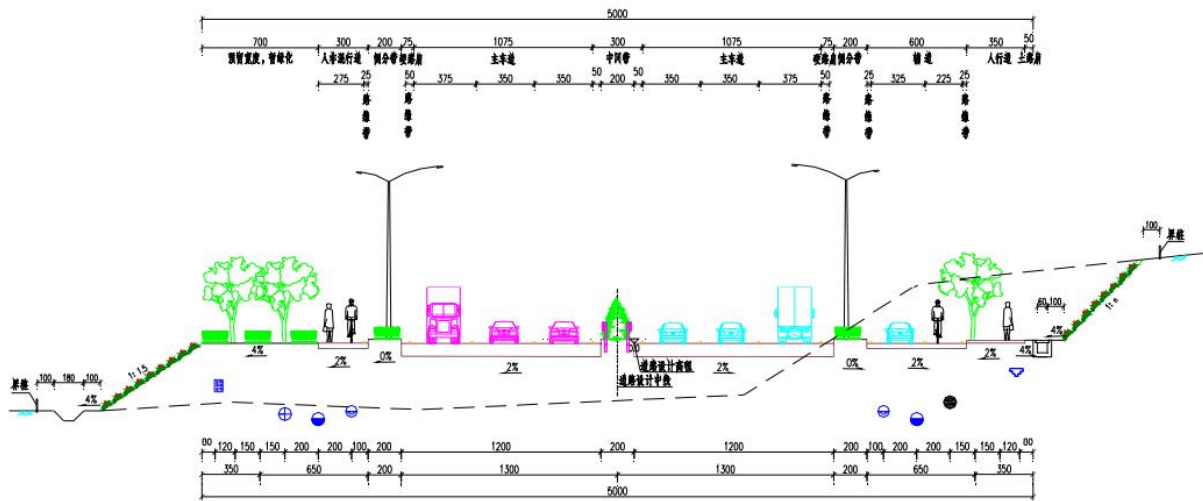 5000
700 300 200 75 1075 300 1075 75 200 600 350 50
预留宽度，暂绿化 人非混行道 侧分带 硬路肩 主车道 中间带 主车道 硬路肩 侧分带 辅道 人行道 土路肩
275 25 50 375 350 350 50 200 50 350 350 375 50 25 325 225 25
路缘带 路缘带 路缘带 路缘带 路缘带
100
界桩
60 100
1:n
4%
4% 2% 0% 2% 2% 0% 2% 2% 4%
道路设计高程
道路设计中线
1:1.5
界桩
100 180 100
4%
80 120 150 150 200 200 100 200 1200 200 1200 200 100 200 200 150 150 120 80
350 650 200 1300 1300 200 650 350
5000